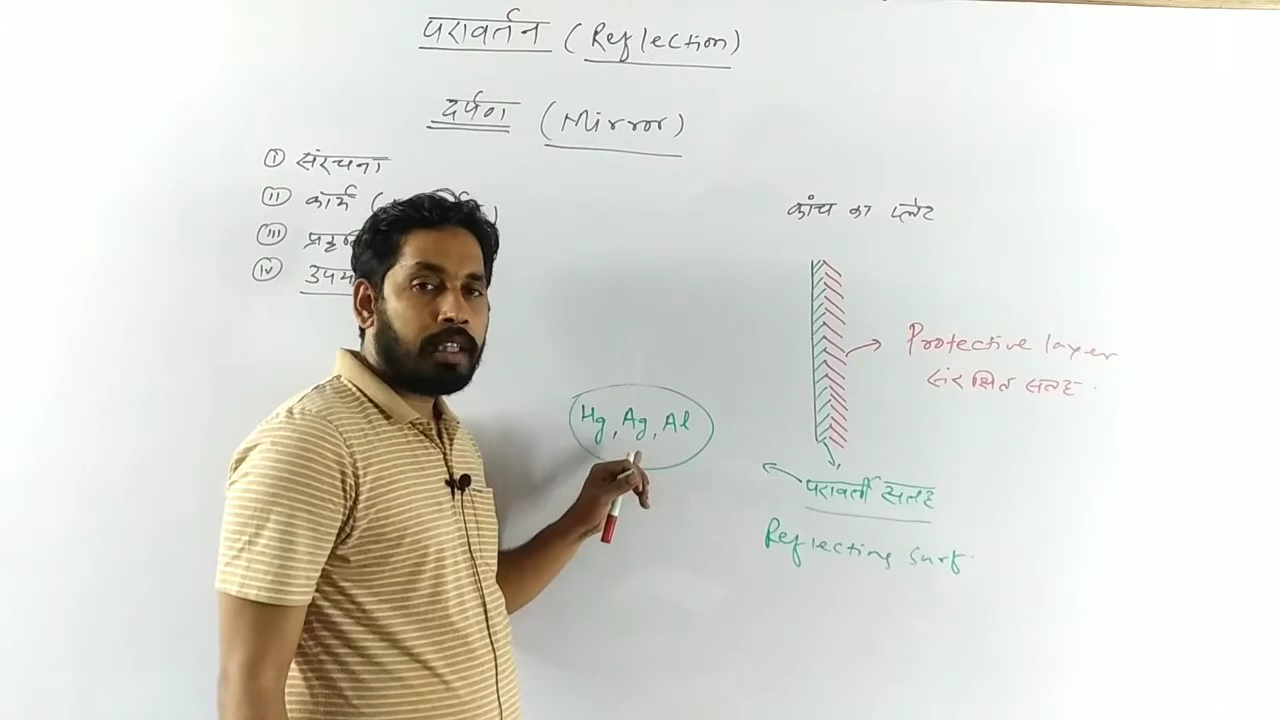 परावर्तन (Reflection)
दर्पण (Mirror)
(i) संरचना
(ii) कार्य (
(iii)
(iv)
कांच का प्लेट
Protective layer
संरक्षित सतह.
Hg, Ag, Al
परावर्ती सतह
Reflecting Surf.